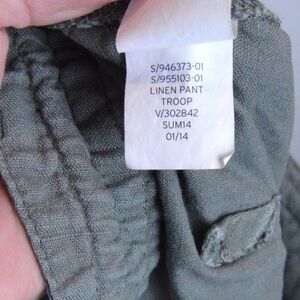 S/946373-01
S/955103-01
LINEN PANT
TROOP
V/302842
SUM14
01/14